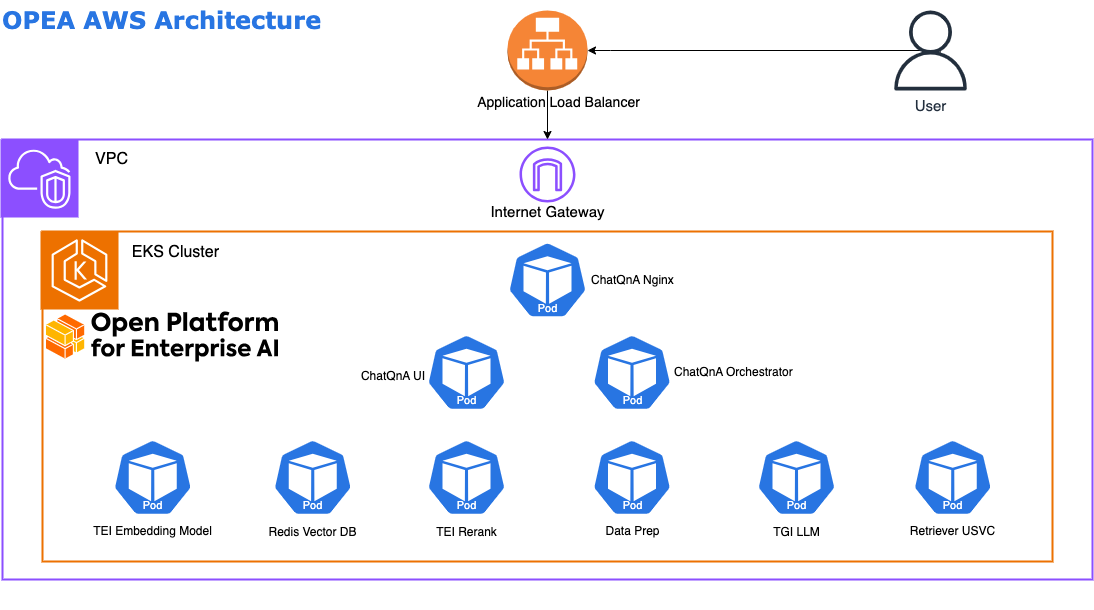 OPEA AWS Architecture
Application Load Balancer
User
VPC
Internet Gateway
EKS Cluster
K
Open Platform
for Enterprise AI
Pod
ChatQnA Nginx
ChatQnA UI
Pod
Pod
ChatQnA Orchestrator
Pod
Pod
Pod
Pod
Pod
Pod
TEI Embedding Model
Redis Vector DB
TEI Rerank
Data Prep
TGI LLM
Retriever USVC